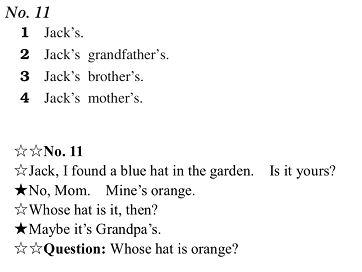 No. 11
1 Jack's.
2 Jack's grandfather's.
3 Jack's brother's.
4 Jack's mother's.
☆☆No. 11
☆Jack, I found a blue hat in the garden. Is it yours?
★No, Mom. Mine's orange.
☆Whose hat is it, then?
★Maybe it's Grandpa's.
☆☆Question: Whose hat is orange?